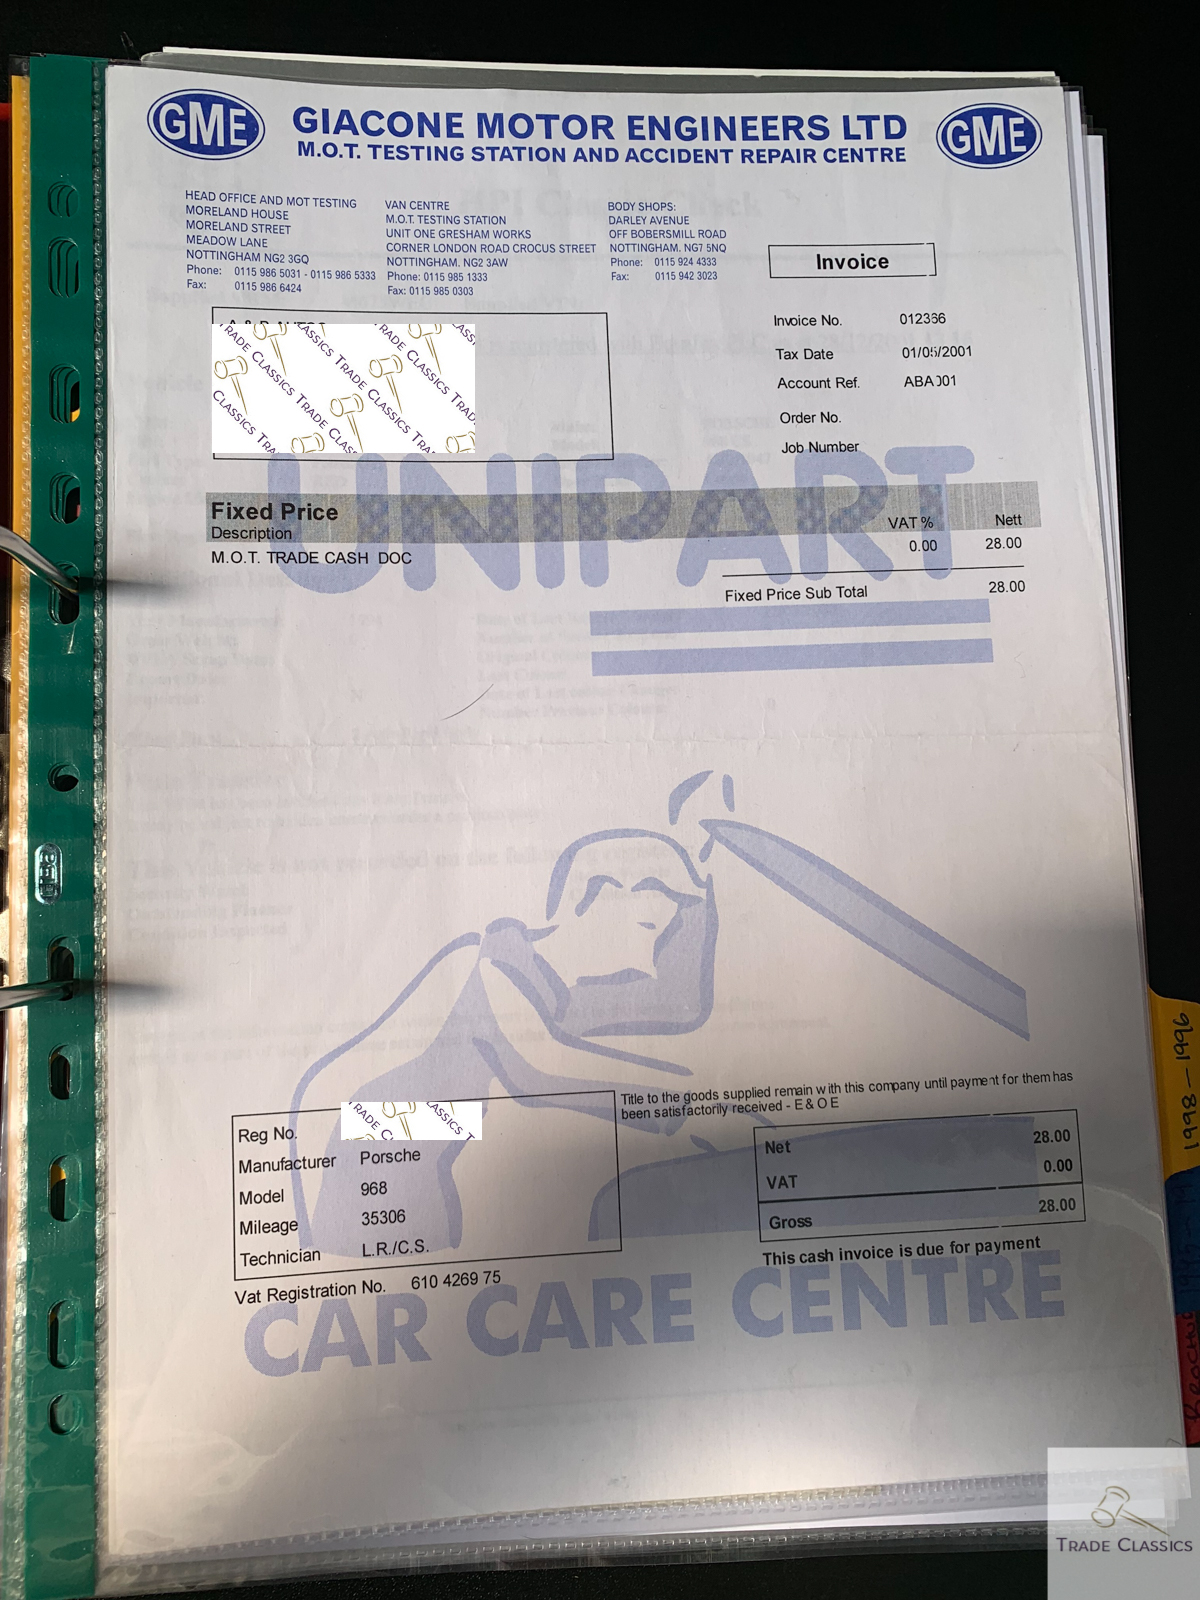 GME
GIACONE MOTOR ENGINEERS LTD
M.O.T. TESTING STATION AND ACCIDENT REPAIR CENTRE
GME
HEAD OFFICE AND MOT TESTING
MORELAND HOUSE
MORELAND STREET
MEADOW LANE
NOTTINGHAM NG2 3GQ
Phone: 0115 986 5031 - 0115 986 5333
Fax: 0115 986 6424
VAN CENTRE
M.O.T. TESTING STATION
UNIT ONE GRESHAM WORKS
CORNER LONDON ROAD CROCUS STREET
NOTTINGHAM. NG2 3AW
Phone: 0115 985 1333
Fax: 0115 985 0303
BODY SHOPS:
DARLEY AVENUE
OFF BOBERSMILL ROAD
NOTTINGHAM. NG7 5NQ
Phone: 0115 924 4333
Fax: 0115 942 3023
Invoice
Invoice No. 012366
Tax Date 01/05/2001
Account Ref. ABA001
Order No.
Job Number
TRADE CLASSICS TRADE CLASSICS
CLASSICS TRADE CLASSICS
UNIPART
Fixed Price
Description VAT % Nett
M.O.T. TRADE CASH DOC 0.00 28.00
Fixed Price Sub Total 28.00
Title to the goods supplied remain with this company until payment for them has
been satisfactorily received - E & O E
Reg No.
Manufacturer Porsche
Model 968
Mileage 35306
Technician L.R./C.S.
Net 28.00
VAT 0.00
Gross 28.00
This cash invoice is due for payment
Vat Registration No. 610 4269 75
CAR CARE CENTRE
1998 - 1996
TRADE CLASSICS